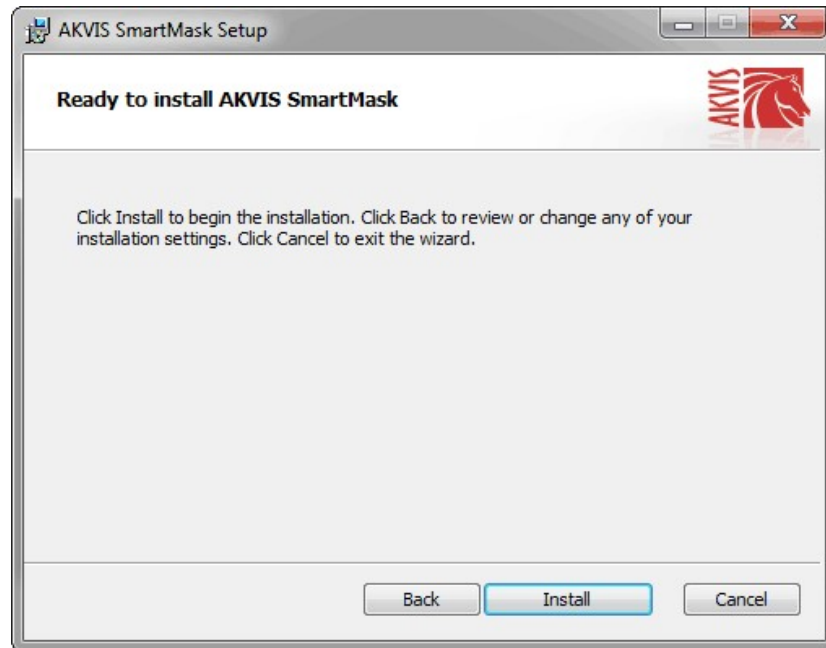 AKVIS SmartMask Setup
Ready to install AKVIS SmartMask
AKVIS
Click Install to begin the installation. Click Back to review or change any of your
installation settings. Click Cancel to exit the wizard.
Back Install Cancel